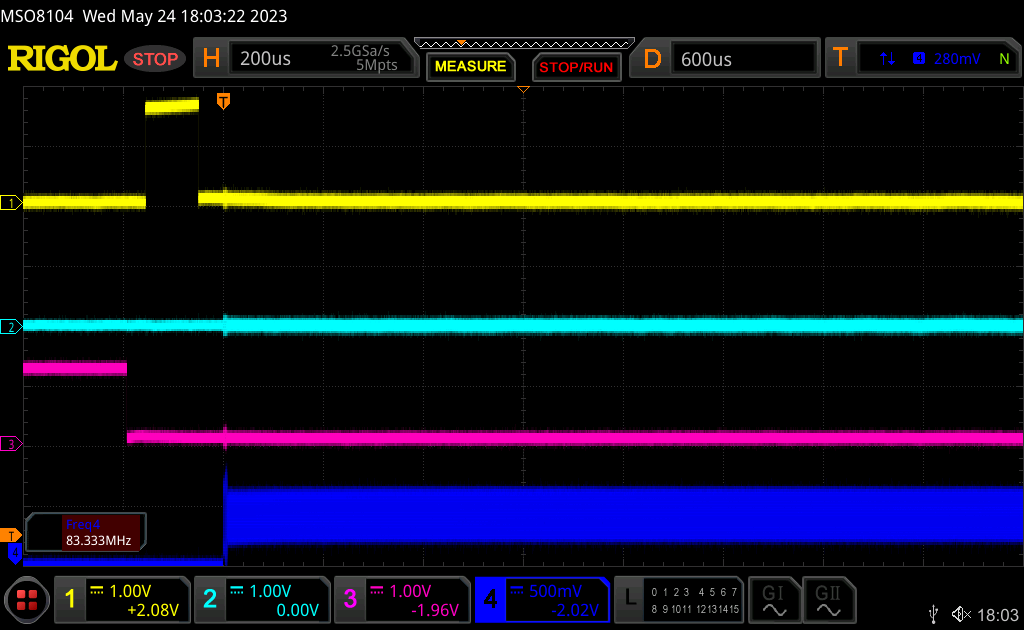 MSO8104 Wed May 24 18:03:22 2023
RIGOL STOP H 200us 2.5GSa/s 5Mpts MEASURE STOP/RUN D 600us T 1 280mV N
T
1
2
3
T
4
Freq4
83.333MHz
1 1.00V +2.08V
2 1.00V 0.00V
3 1.00V -1.96V
4 500mV -2.02V
L 0 1 2 3 4 5 6 7
8 9 10 11 12 13 14 15
GI GII
18:03